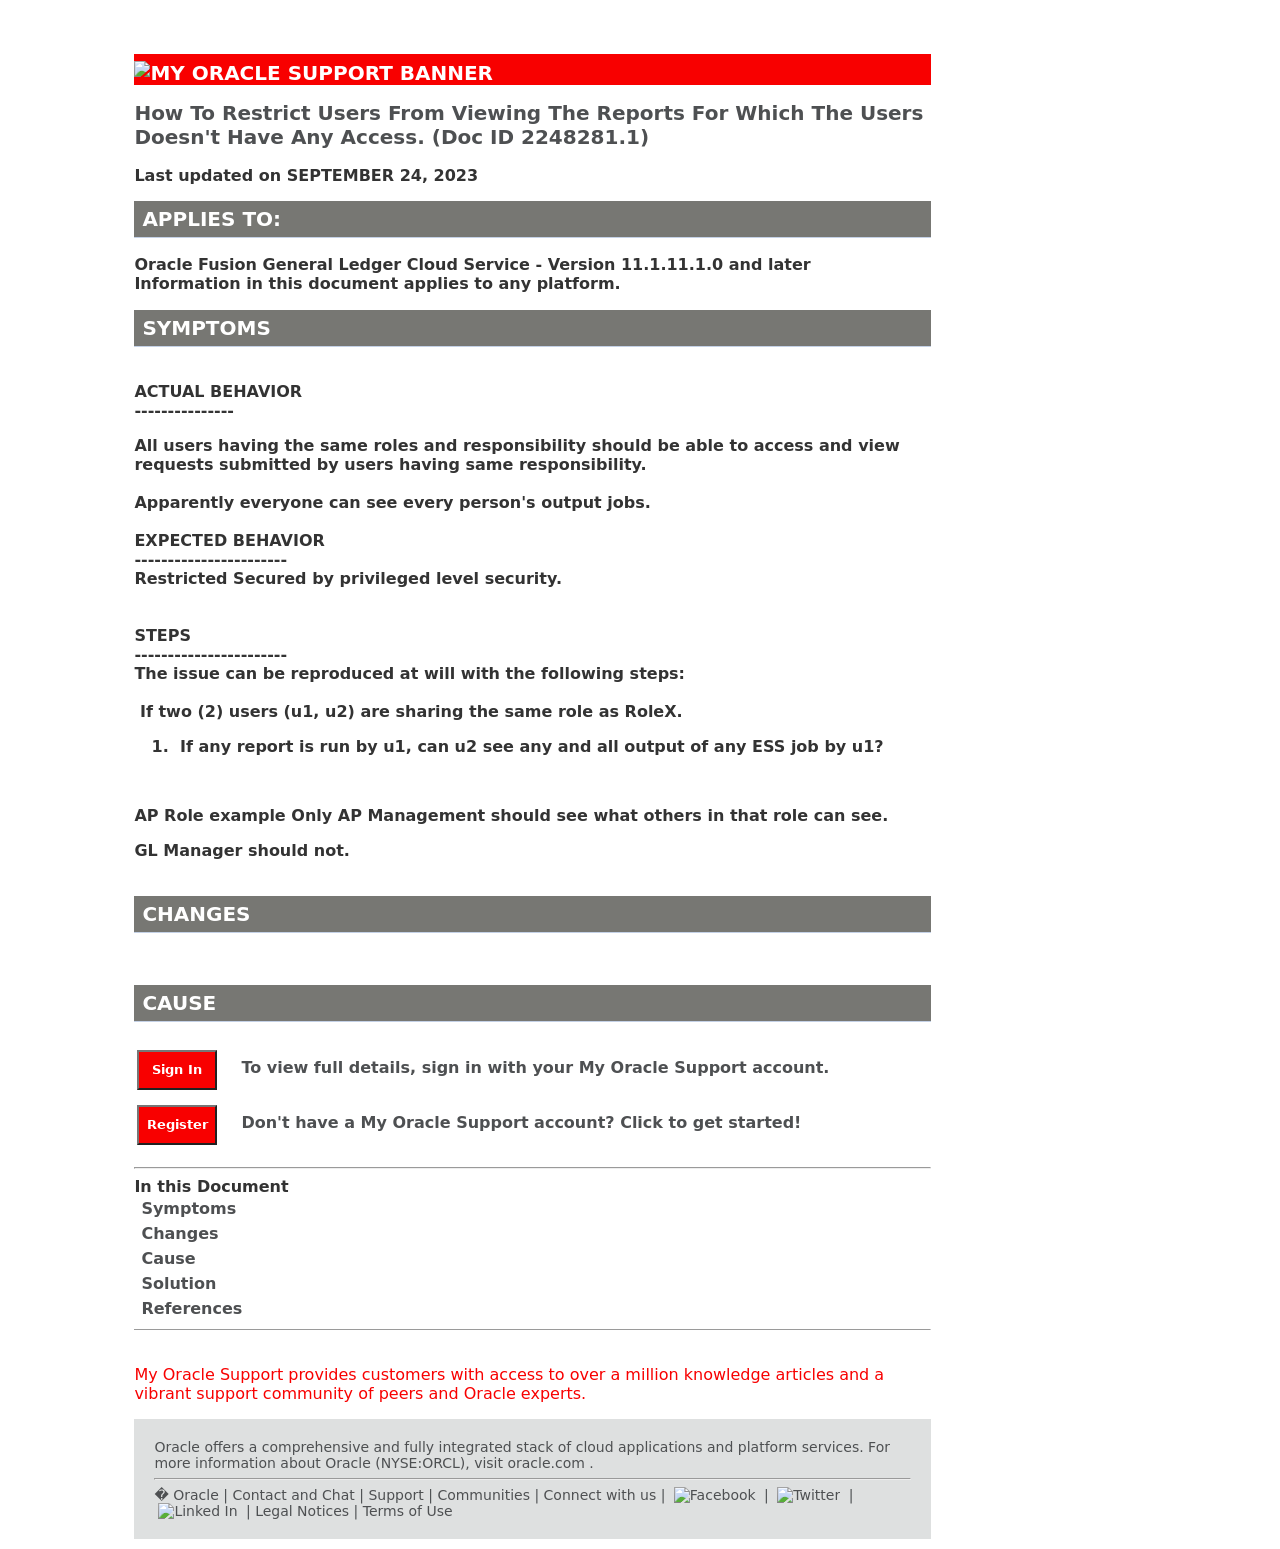 MY ORACLE SUPPORT BANNER
How To Restrict Users From Viewing The Reports For Which The Users
Doesn't Have Any Access. (Doc ID 2248281.1)
Last updated on SEPTEMBER 24, 2023
APPLIES TO:
Oracle Fusion General Ledger Cloud Service - Version 11.1.11.1.0 and later
Information in this document applies to any platform.
SYMPTOMS
ACTUAL BEHAVIOR
---------------
All users having the same roles and responsibility should be able to access and view
requests submitted by users having same responsibility.
Apparently everyone can see every person's output jobs.
EXPECTED BEHAVIOR
-----------------------
Restricted Secured by privileged level security.
STEPS
-----------------------
The issue can be reproduced at will with the following steps:
If two (2) users (u1, u2) are sharing the same role as RoleX.
1. If any report is run by u1, can u2 see any and all output of any ESS job by u1?
AP Role example Only AP Management should see what others in that role can see.
GL Manager should not.
CHANGES
CAUSE
Sign In To view full details, sign in with your My Oracle Support account.
Register Don't have a My Oracle Support account? Click to get started!
In this Document
Symptoms
Changes
Cause
Solution
References
My Oracle Support provides customers with access to over a million knowledge articles and a
vibrant support community of peers and Oracle experts.
Oracle offers a comprehensive and fully integrated stack of cloud applications and platform services. For
more information about Oracle (NYSE:ORCL), visit oracle.com .
� Oracle | Contact and Chat | Support | Communities | Connect with us | Facebook | Twitter |
Linked In | Legal Notices | Terms of Use